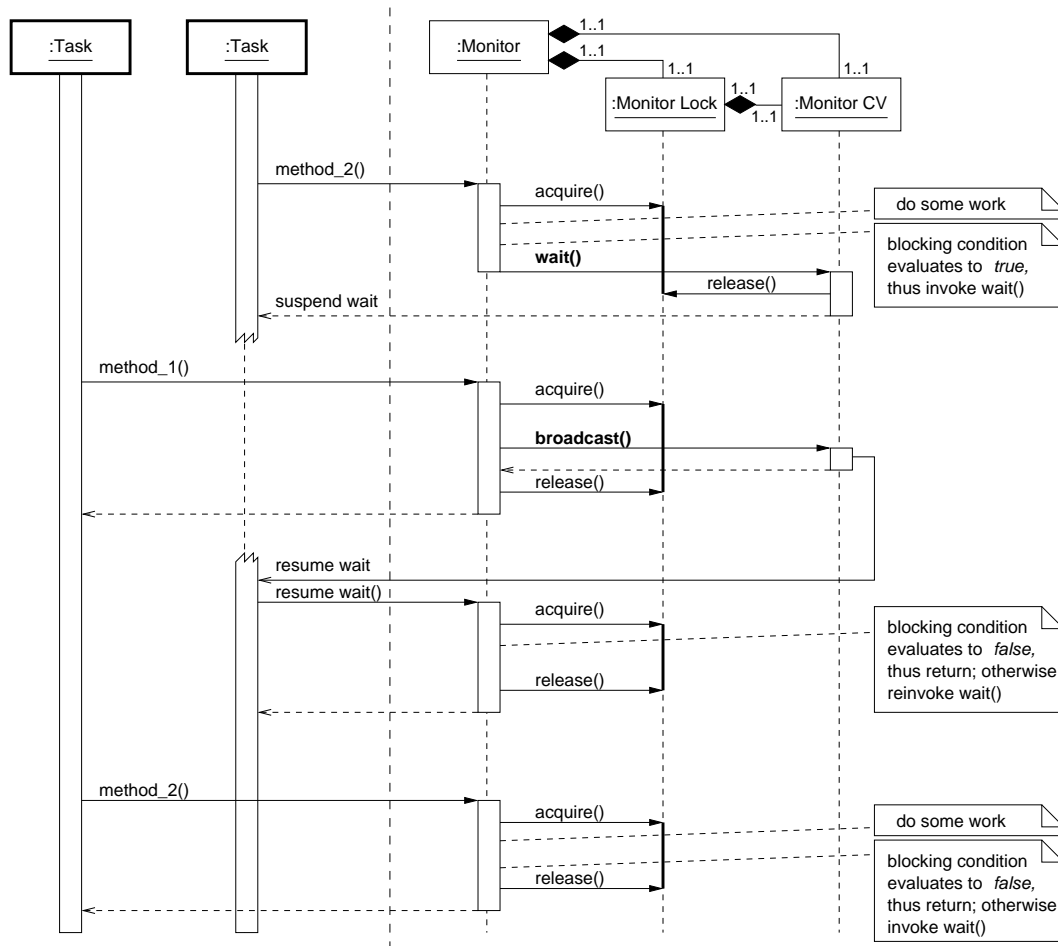 :Task
:Task
:Monitor
1..1
1..1
1..1
1..1
:Monitor Lock
1..1
1..1
:Monitor CV
method_2()
acquire()
do some work
blocking condition
evaluates to true,
thus invoke wait()
wait()
release()
suspend wait
method_1()
acquire()
broadcast()
release()
resume wait
resume wait()
acquire()
blocking condition
evaluates to false,
thus return; otherwise
reinvoke wait()
release()
method_2()
acquire()
do some work
blocking condition
evaluates to false,
thus return; otherwise
invoke wait()
release()